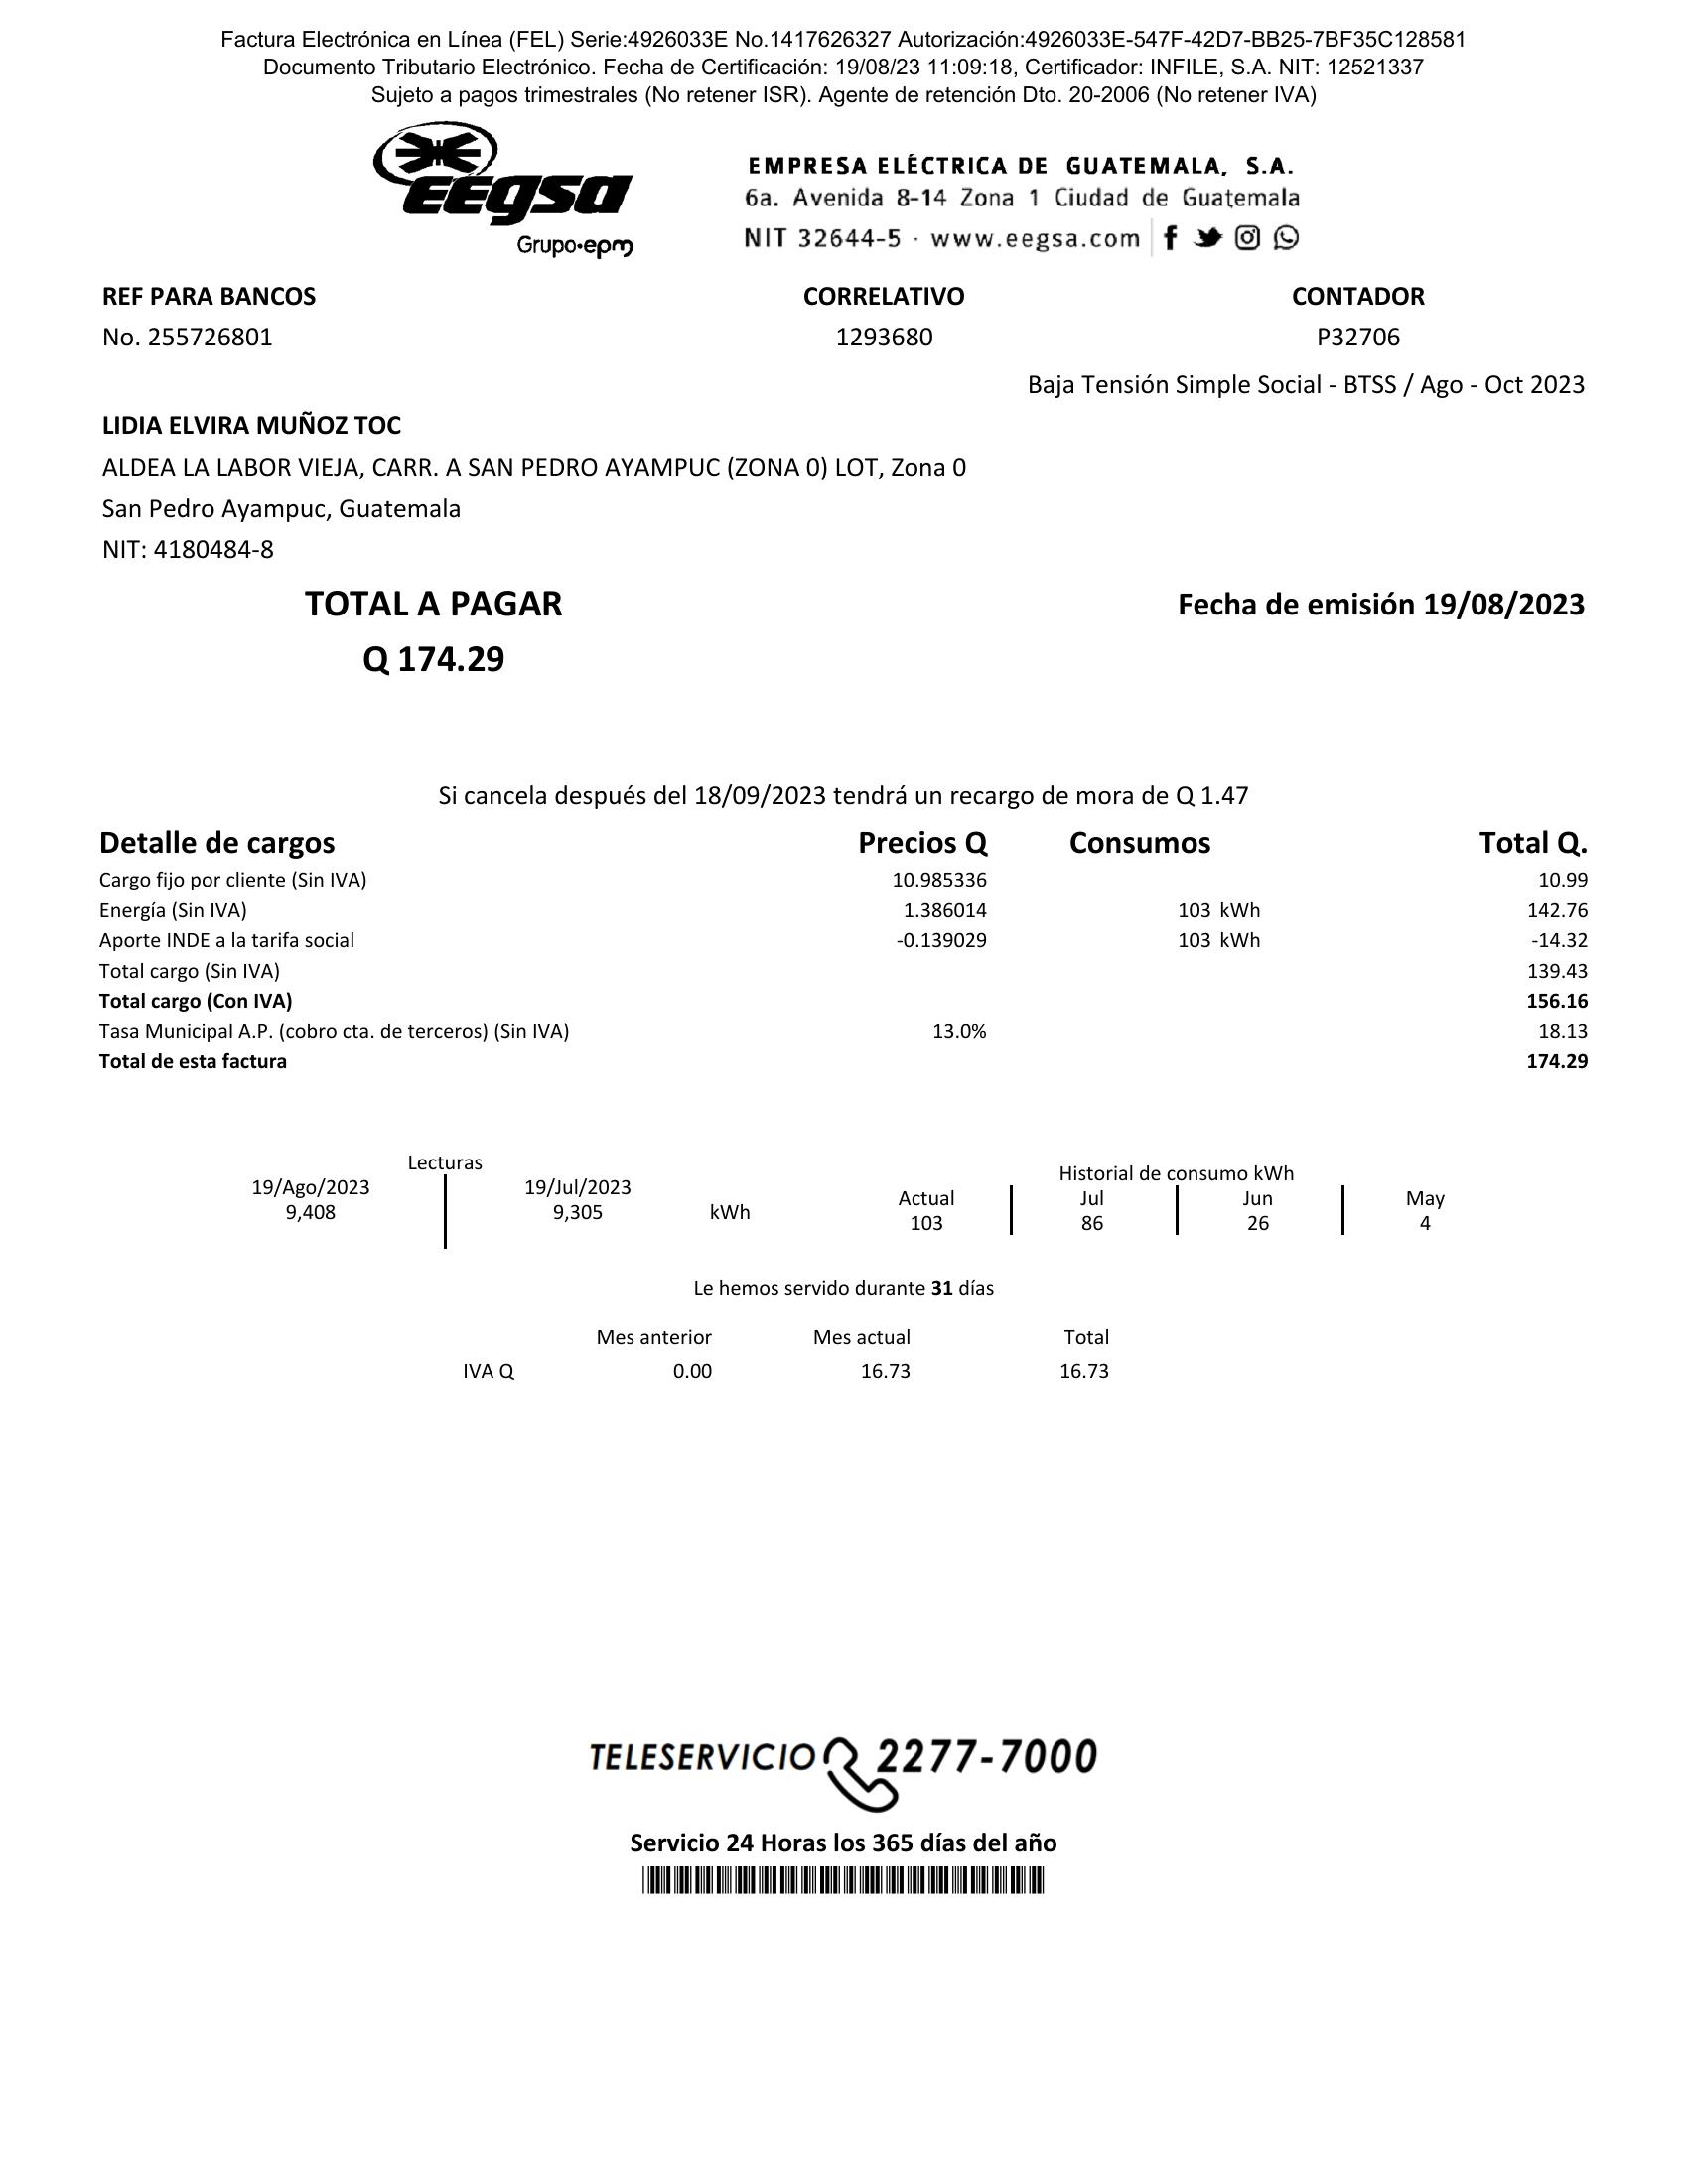 Factura Electrónica en Línea (FEL) Serie:4926033E No.1417626327 Autorización:4926033E-547F-42D7-BB25-7BF35C128581
Documento Tributario Electrónico. Fecha de Certificación: 19/08/23 11:09:18, Certificador: INFILE, S.A. NIT: 12521337
Sujeto a pagos trimestrales (No retener ISR). Agente de retención Dto. 20-2006 (No retener IVA)
EEGSA
Grupo·epm
EMPRESA ELÉCTRICA DE GUATEMALA, S.A.
6a. Avenida 8-14 Zona 1 Ciudad de Guatemala
NIT 32644-5 · www.eegsa.com
REF PARA BANCOS CORRELATIVO CONTADOR
No. 255726801 1293680 P32706
Baja Tensión Simple Social - BTSS / Ago - Oct 2023
LIDIA ELVIRA MUÑOZ TOC
ALDEA LA LABOR VIEJA, CARR. A SAN PEDRO AYAMPUC (ZONA 0) LOT, Zona 0
San Pedro Ayampuc, Guatemala
NIT: 4180484-8
TOTAL A PAGAR Fecha de emisión 19/08/2023
Q 174.29
Si cancela después del 18/09/2023 tendrá un recargo de mora de Q 1.47
Detalle de cargos Precios Q Consumos Total Q.
Cargo fijo por cliente (Sin IVA) 10.985336 10.99
Energía (Sin IVA) 1.386014 103 kWh 142.76
Aporte INDE a la tarifa social -0.139029 103 kWh -14.32
Total cargo (Sin IVA) 139.43
Total cargo (Con IVA) 156.16
Tasa Municipal A.P. (cobro cta. de terceros) (Sin IVA) 13.0% 18.13
Total de esta factura 174.29
Lecturas Historial de consumo kWh
19/Ago/2023 19/Jul/2023 Actual Jul Jun May
9,408 9,305 kWh 103 86 26 4
Le hemos servido durante 31 días
Mes anterior Mes actual Total
IVA Q 0.00 16.73 16.73
TELESERVICIO 2277-7000
Servicio 24 Horas los 365 días del año